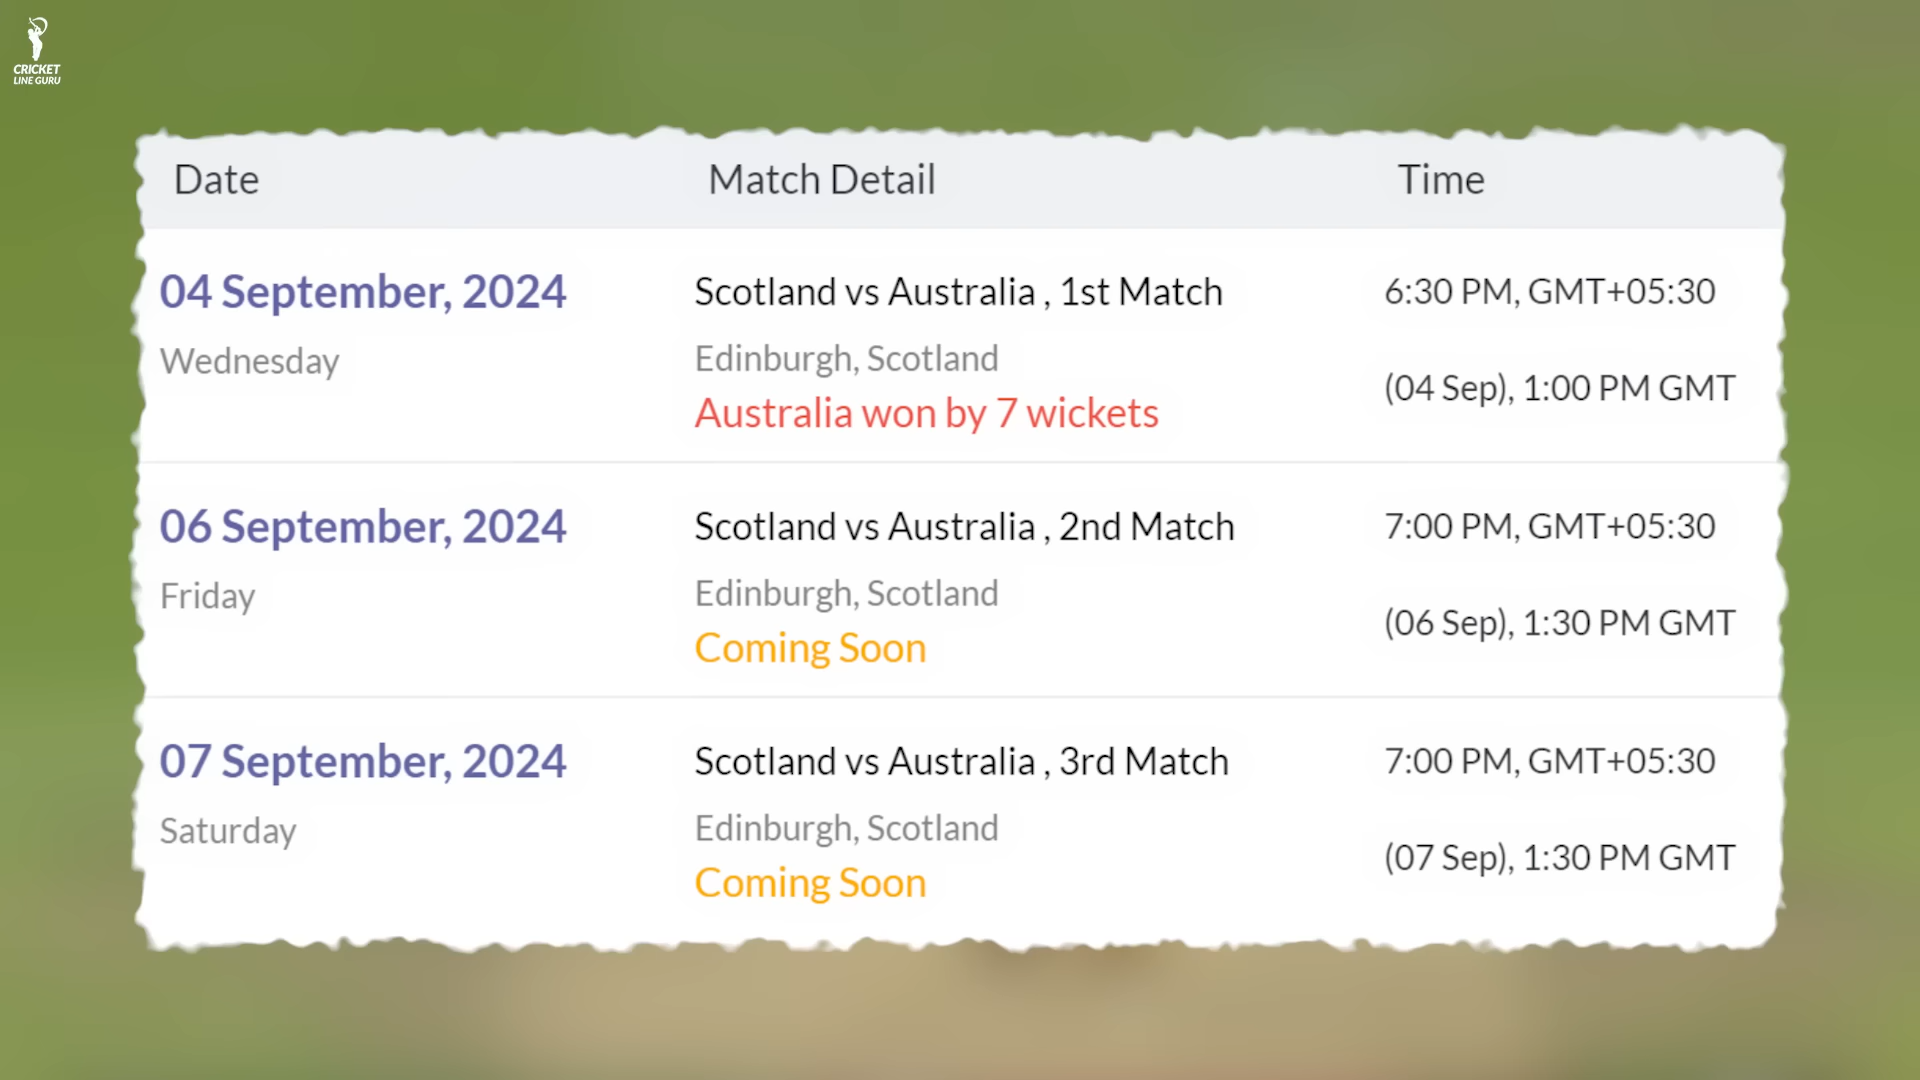 CRICKET
LINE GURU
Date Match Detail Time
04 September, 2024 Scotland vs Australia , 1st Match 6:30 PM, GMT+05:30
Wednesday Edinburgh, Scotland (04 Sep), 1:00 PM GMT
Australia won by 7 wickets
06 September, 2024 Scotland vs Australia , 2nd Match 7:00 PM, GMT+05:30
Friday Edinburgh, Scotland (06 Sep), 1:30 PM GMT
Coming Soon
07 September, 2024 Scotland vs Australia , 3rd Match 7:00 PM, GMT+05:30
Saturday Edinburgh, Scotland (07 Sep), 1:30 PM GMT
Coming Soon